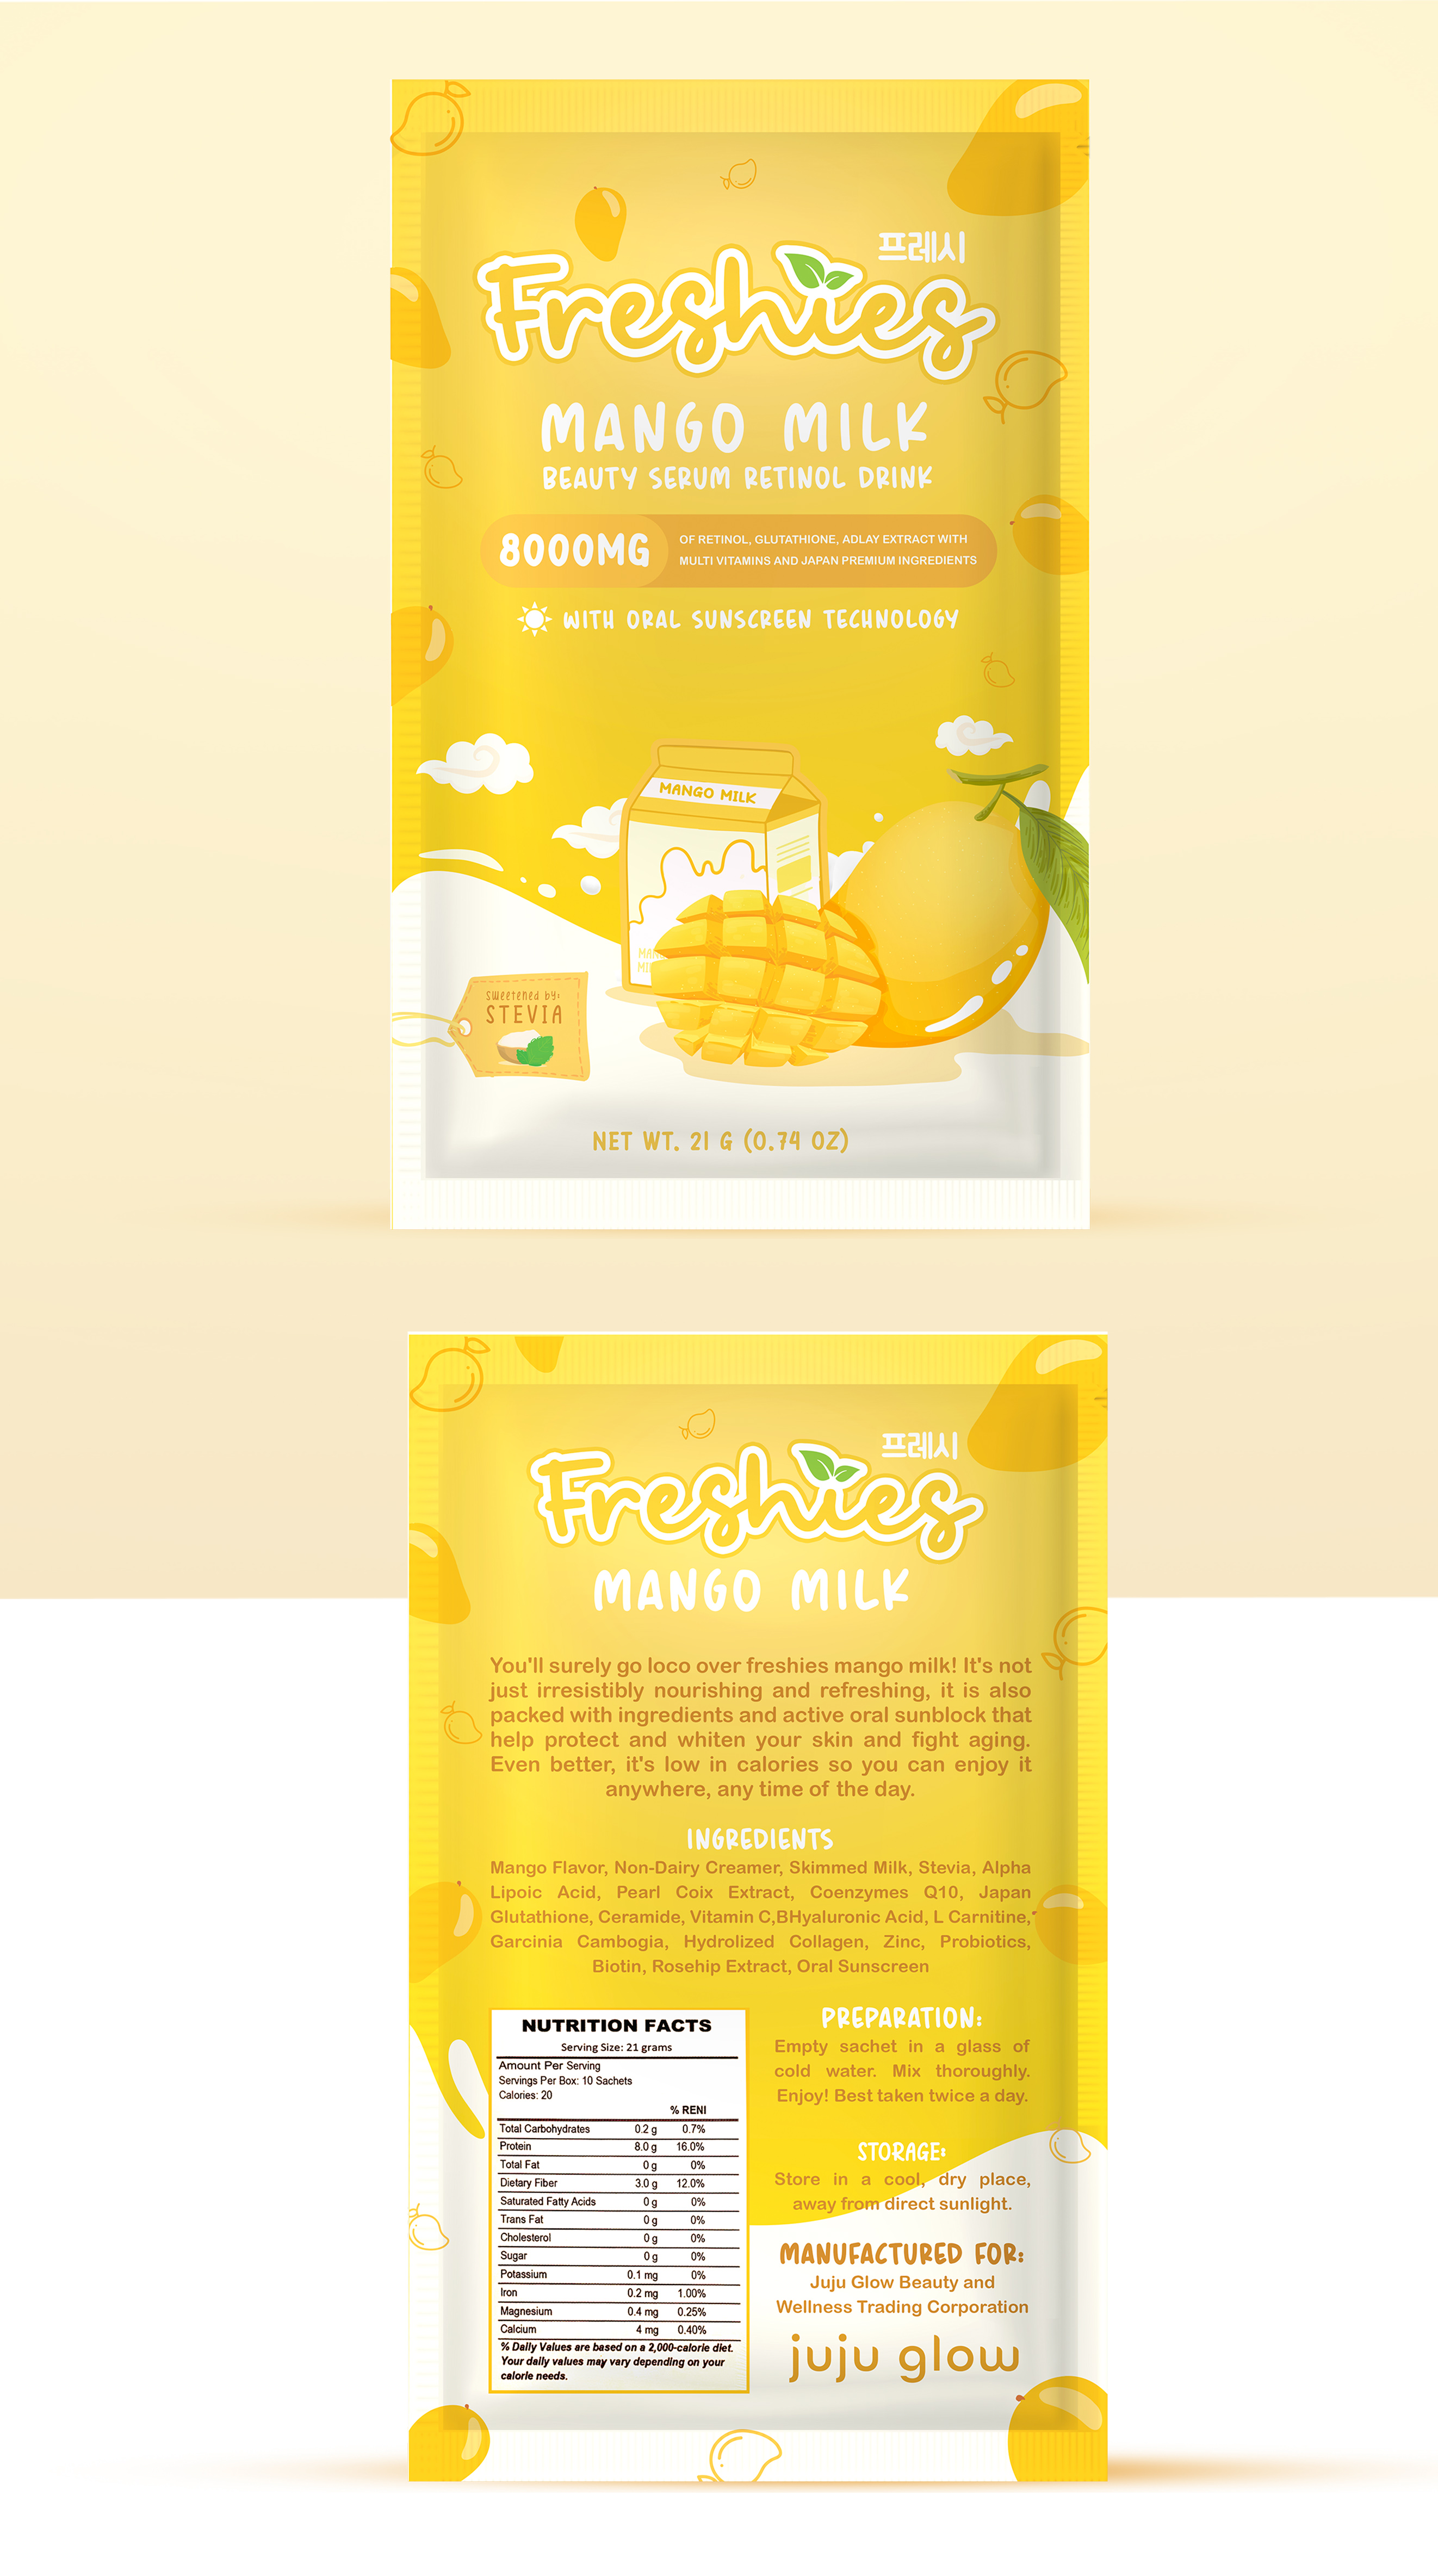 프레시
Freshies
MANGO MILK
BEAUTY SERUM RETINOL DRINK
8000MG
OF RETINOL, GLUTATHIONE, ADLAY EXTRACT WITH
MULTI VITAMINS AND JAPAN PREMIUM INGREDIENTS
WITH ORAL SUNSCREEN TECHNOLOGY
MANGO MILK
sweetened by:
STEVIA
NET WT. 21 G (0.74 OZ)
프레시
Freshies
MANGO MILK
You'll surely go loco over freshies mango milk! It's not
just irresistibly nourishing and refreshing, it is also
packed with ingredients and active oral sunblock that
help protect and whiten your skin and fight aging.
Even better, it's low in calories so you can enjoy it
anywhere, any time of the day.
INGREDIENTS
Mango Flavor, Non-Dairy Creamer, Skimmed Milk, Stevia, Alpha
Lipoic Acid, Pearl Coix Extract, Coenzymes Q10, Japan
Glutathione, Ceramide, Vitamin C,BHyaluronic Acid, L Carnitine,
Garcinia Cambogia, Hydrolized Collagen, Zinc, Probiotics,
Biotin, Rosehip Extract, Oral Sunscreen
NUTRITION FACTS
Serving Size: 21 grams
Amount Per Serving
Servings Per Box: 10 Sachets
Calories: 20
% RENI
Total Carbohydrates 0.2 g 0.7%
Protein 8.0 g 16.0%
Total Fat 0 g 0%
Dietary Fiber 3.0 g 12.0%
Saturated Fatty Acids 0 g 0%
Trans Fat 0 g 0%
Cholesterol 0 g 0%
Sugar 0 g 0%
Potassium 0.1 mg 0%
Iron 0.2 mg 1.00%
Magnesium 0.4 mg 0.25%
Calcium 4 mg 0.40%
% Daily Values are based on a 2,000-calorie diet.
Your daily values may vary depending on your
calorie needs.
PREPARATION:
Empty sachet in a glass of
cold water. Mix thoroughly.
Enjoy! Best taken twice a day.
STORAGE:
Store in a cool, dry place,
away from direct sunlight.
MANUFACTURED FOR:
Juju Glow Beauty and
Wellness Trading Corporation
juju glow